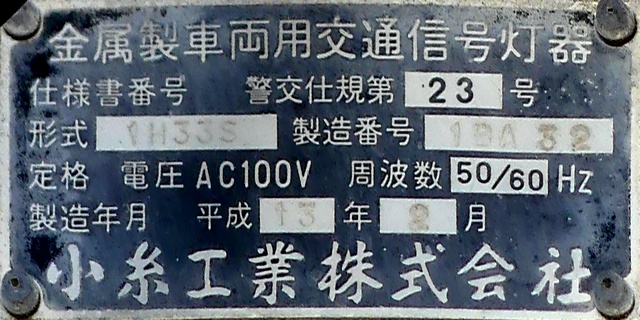 金属製車両用交通信号灯器
仕様書番号 警交仕規第 23 号
形式 1H33S 製造番号
定格 電圧 AC100V 周波数 50/60 Hz
製造年月 平成 13 年 2 月
小糸工業株式会社